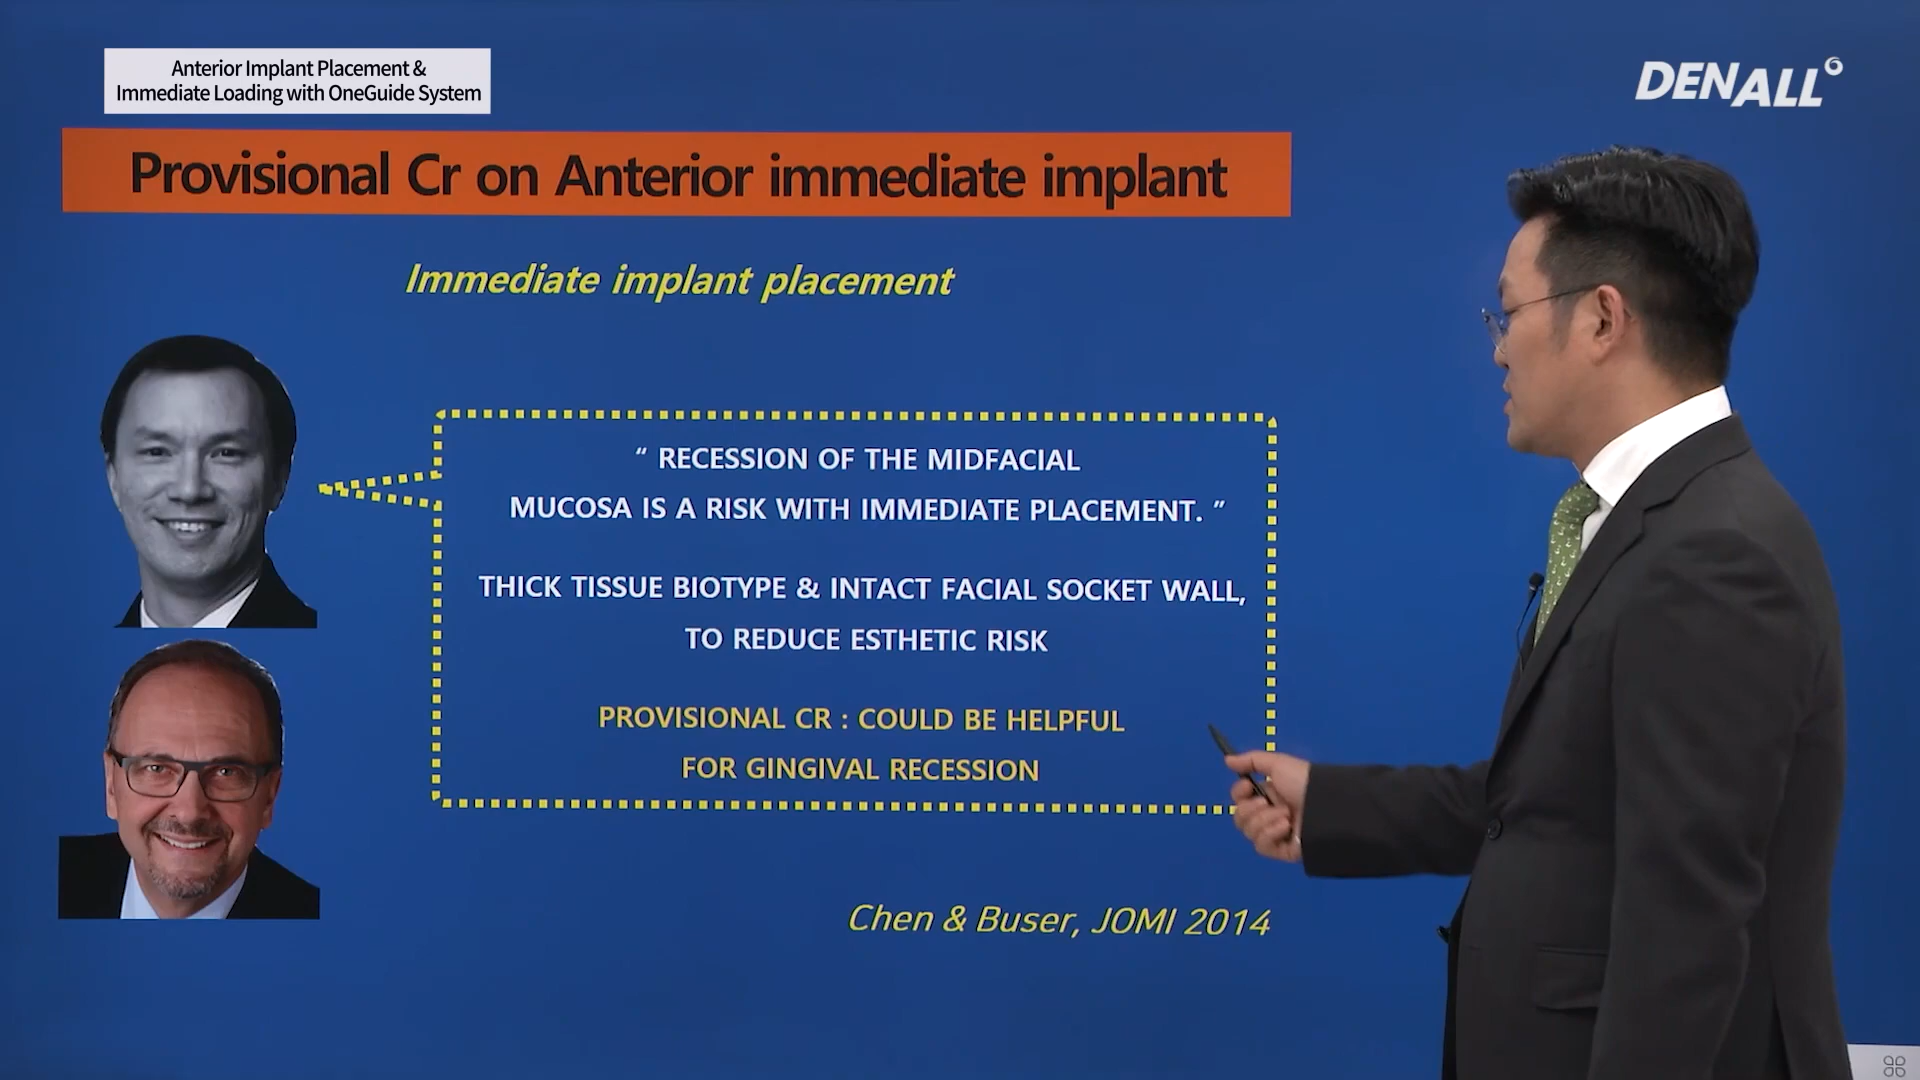 Anterior Implant Placement &
Immediate Loading with OneGuide System
DENALL
Provisional Cr on Anterior immediate implant
Immediate implant placement
“ RECESSION OF THE MIDFACIAL
MUCOSA IS A RISK WITH IMMEDIATE PLACEMENT. ”
THICK TISSUE BIOTYPE & INTACT FACIAL SOCKET WALL,
TO REDUCE ESTHETIC RISK
PROVISIONAL CR : COULD BE HELPFUL
FOR GINGIVAL RECESSION
Chen & Buser, JOMI 2014